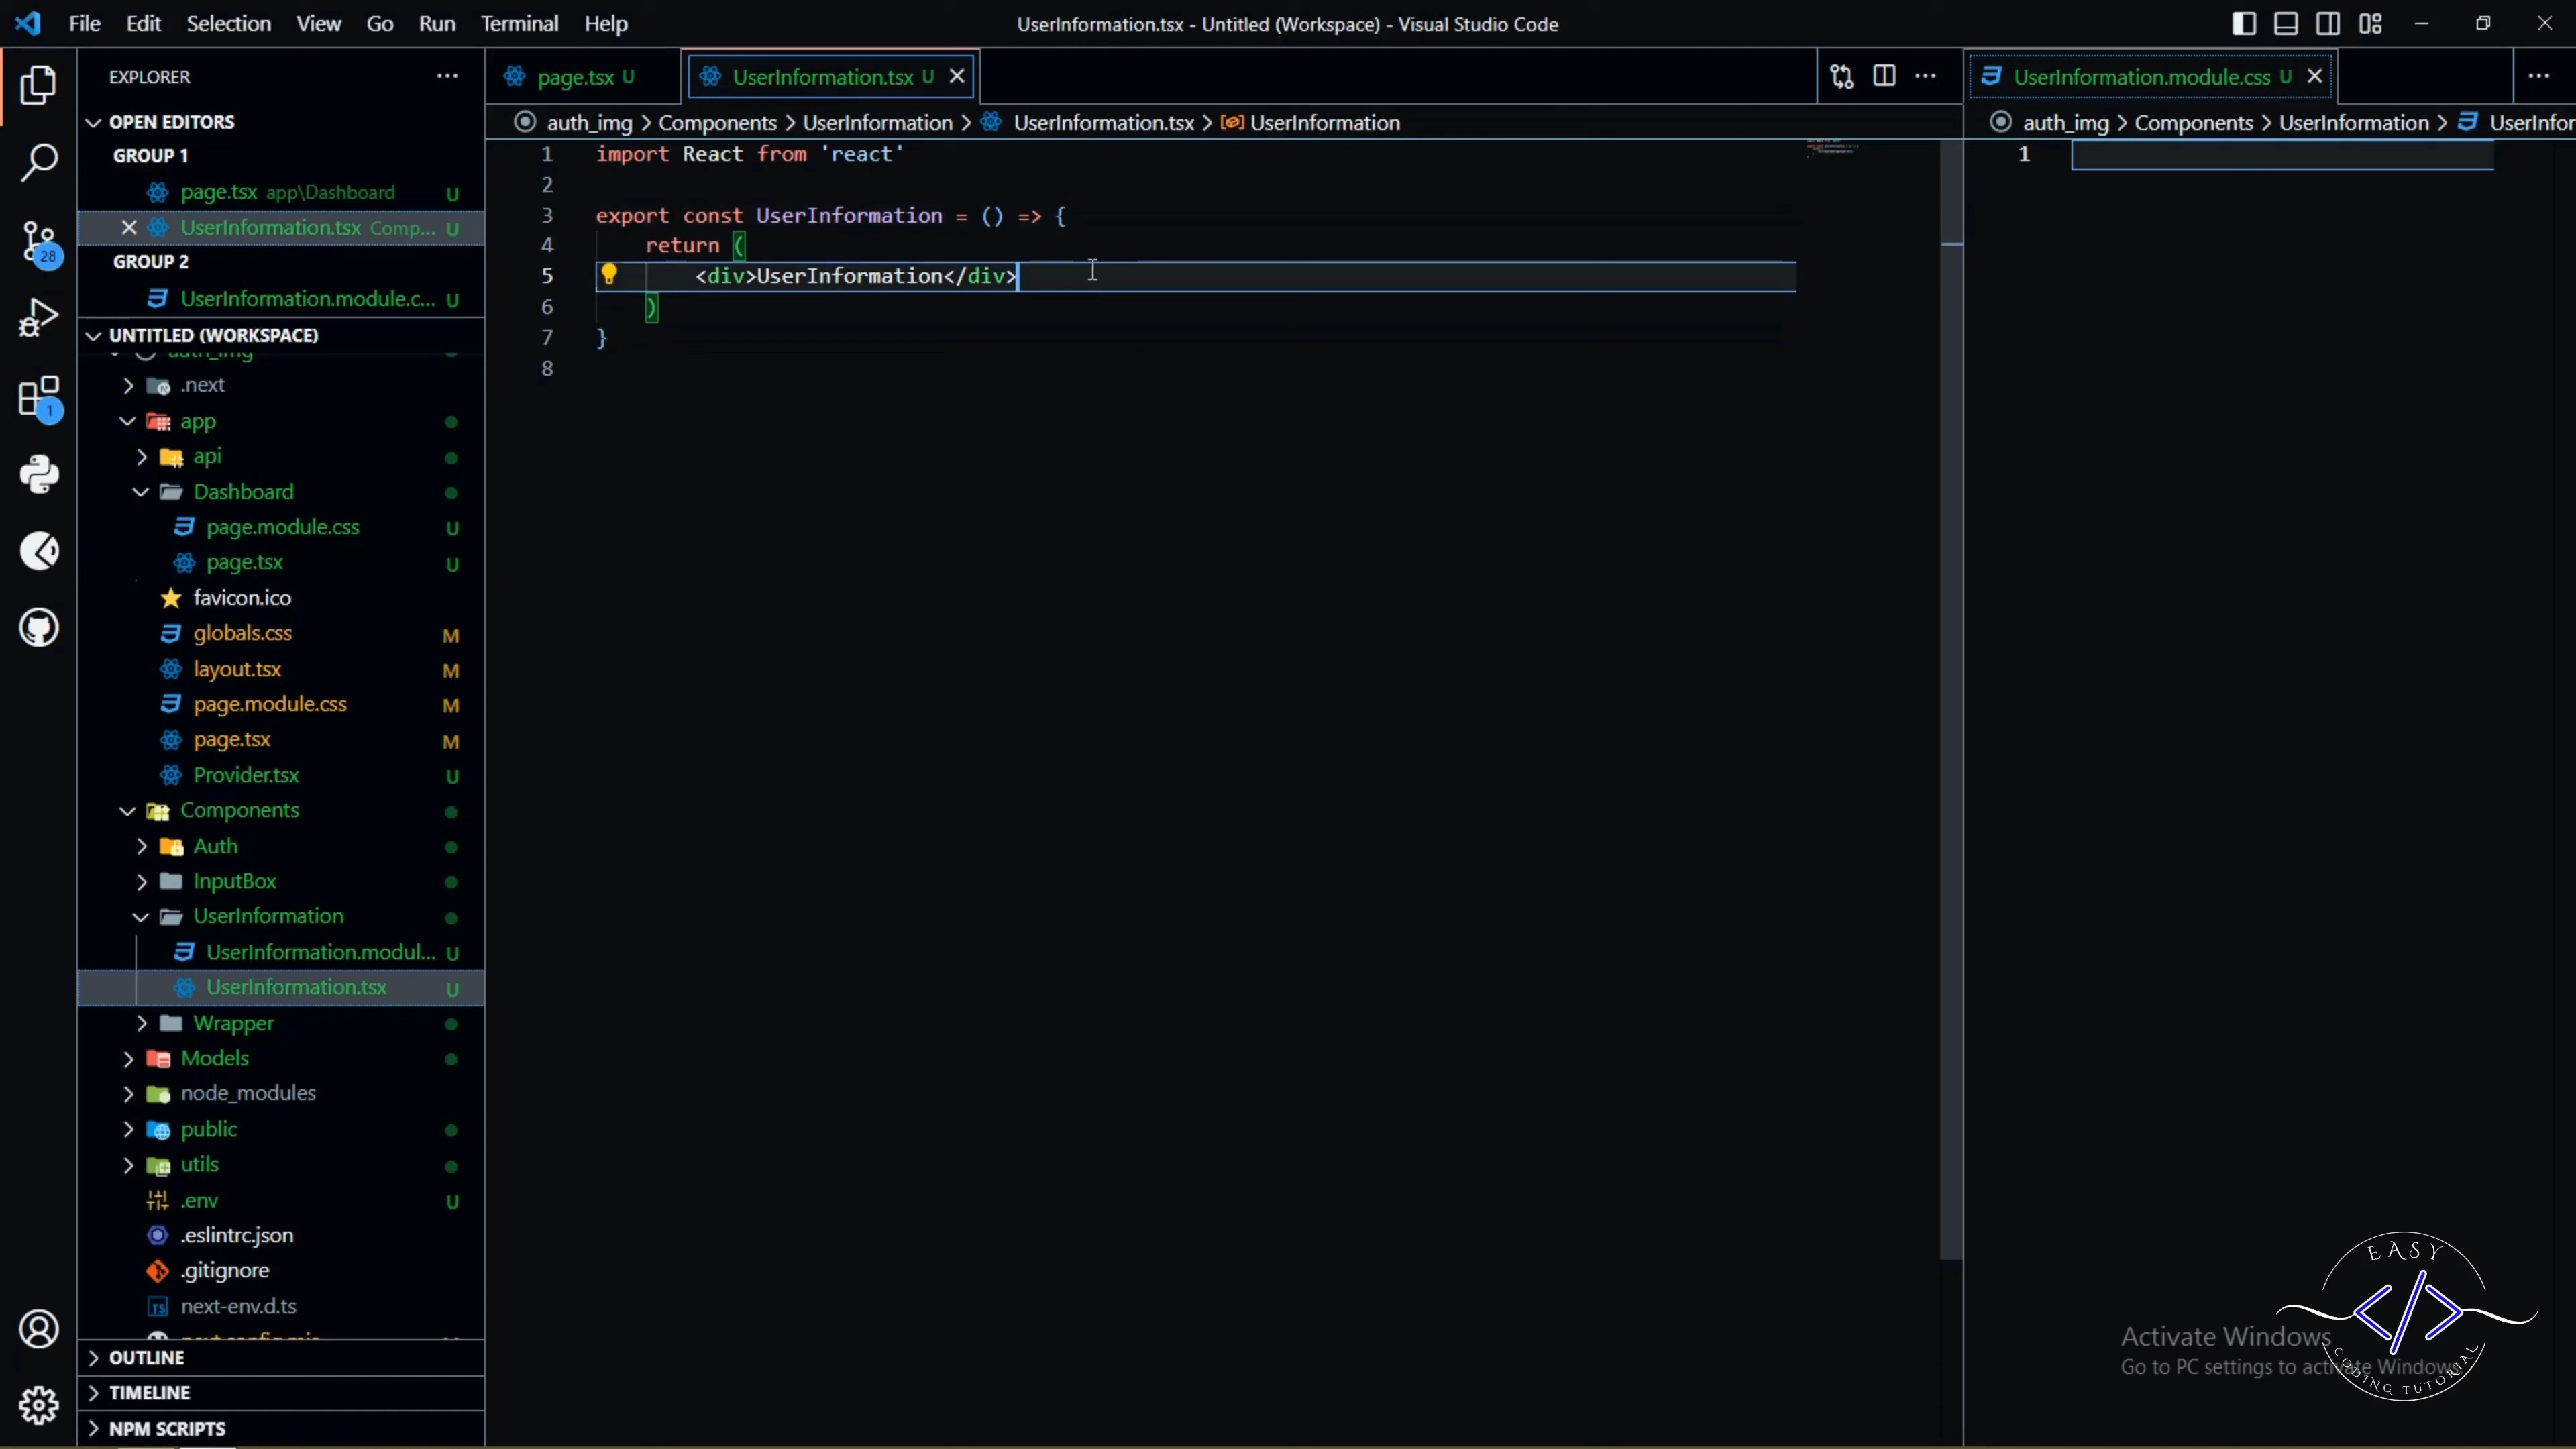 File Edit Selection View Go Run Terminal Help
UserInformation.tsx - Untitled (Workspace) - Visual Studio Code
EXPLORER
OPEN EDITORS
GROUP 1
page.tsx app\Dashboard U
UserInformation.tsx Comp... U
GROUP 2
UserInformation.module.c... U
UNTITLED (WORKSPACE)
auth_img
.next
app
api
Dashboard
page.module.css U
page.tsx U
favicon.ico
globals.css M
layout.tsx M
page.module.css M
page.tsx M
Provider.tsx U
Components
Auth
InputBox
UserInformation
UserInformation.modul... U
UserInformation.tsx U
Wrapper
Models
node_modules
public
utils
.env U
.eslintrc.json
.gitignore
next-env.d.ts
OUTLINE
TIMELINE
NPM SCRIPTS
28
1
page.tsx U
UserInformation.tsx U
auth_img > Components > UserInformation > UserInformation.tsx > UserInformation
1 import React from 'react'
2
3 export const UserInformation = () => {
4 return (
5 <div>UserInformation</div>
6 )
7 }
8
UserInformation.module.css U
auth_img > Components > UserInformation > UserInfor
1
Activate Windows
Go to PC settings to activate Windows.
EASY
CODING TUTORIAL